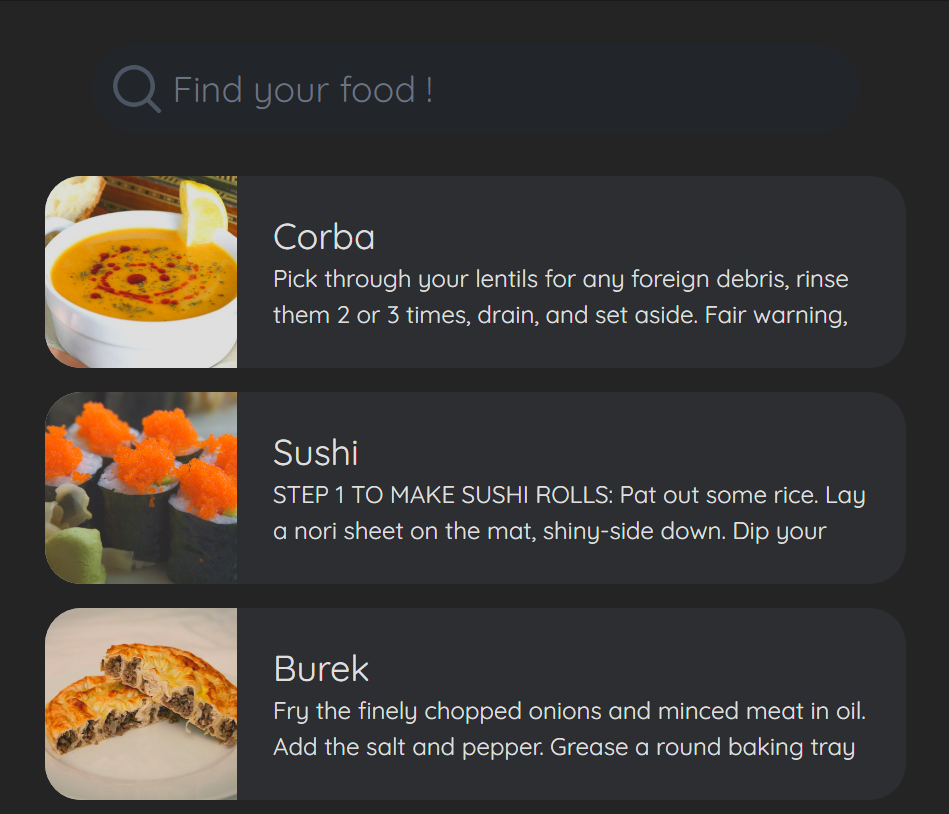 Find your food !
Corba
Pick through your lentils for any foreign debris, rinse
them 2 or 3 times, drain, and set aside. Fair warning,
Sushi
STEP 1 TO MAKE SUSHI ROLLS: Pat out some rice. Lay
a nori sheet on the mat, shiny-side down. Dip your
Burek
Fry the finely chopped onions and minced meat in oil.
Add the salt and pepper. Grease a round baking tray